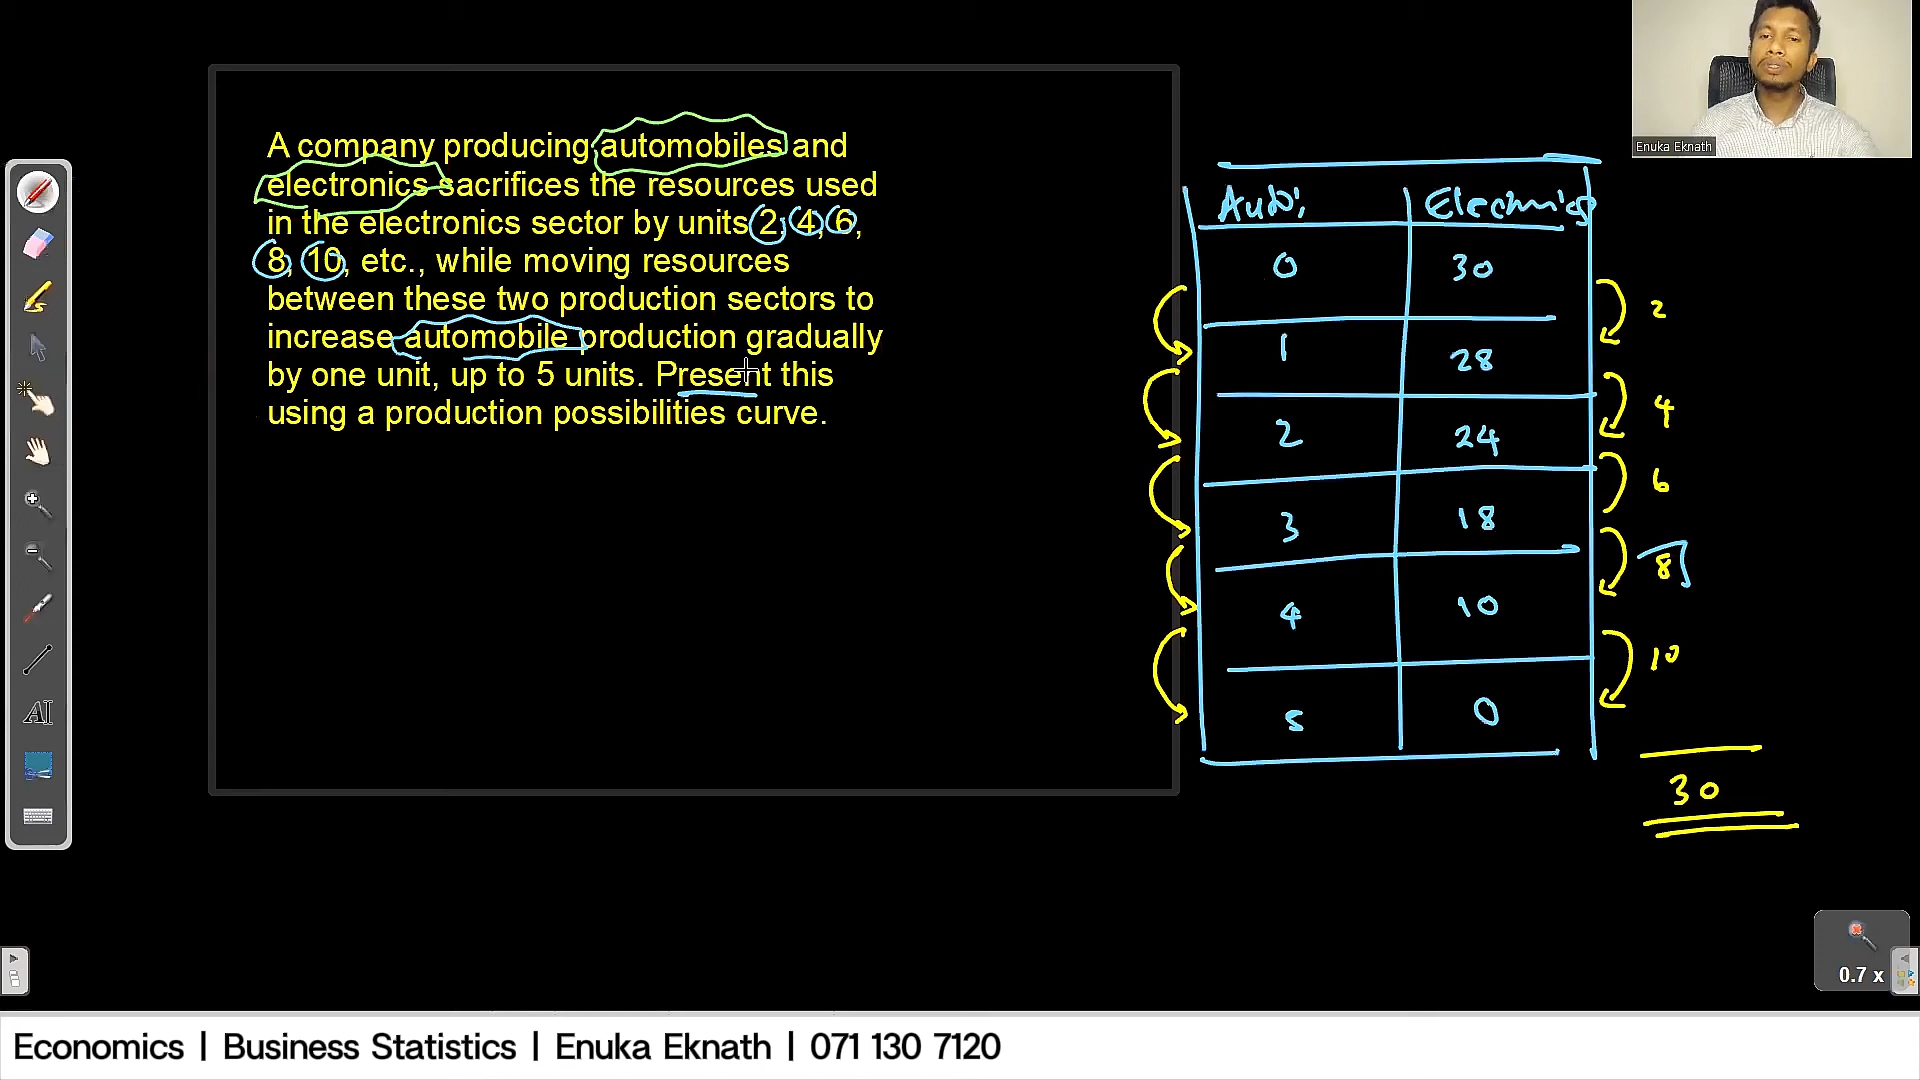 Enuka Eknath
A company producing automobiles and
electronics sacrifices the resources used
in the electronics sector by units 2, 4, 6,
8, 10, etc., while moving resources
between these two production sectors to
increase automobile production gradually
by one unit, up to 5 units. Present this
using a production possibilities curve.
Auto. Electronics
0 30
2
1 28
4
2 24
6
3 18
8
4 10
10
5 0
30
AI
0.7 x
Economics | Business Statistics | Enuka Eknath | 071 130 7120